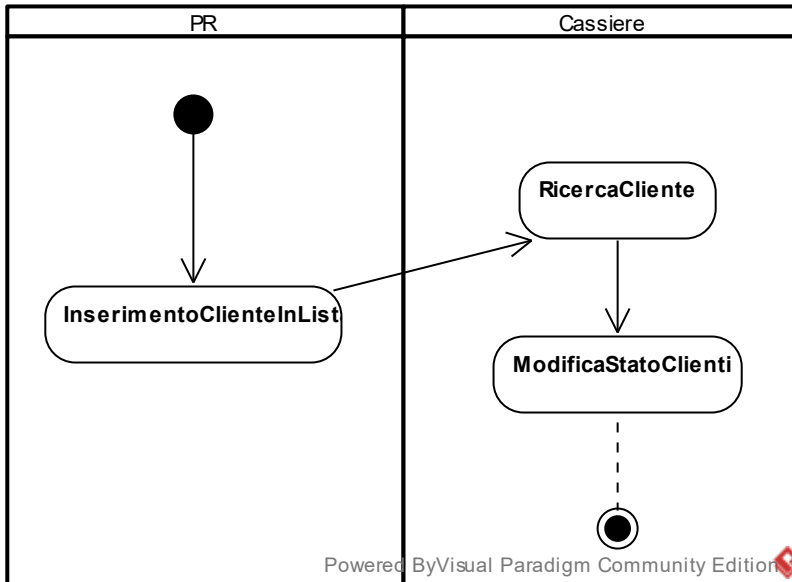 PR
Cassiere
RicercaCliente
InserimentoClienteInList
ModificaStatoClienti
Powered ByVisual Paradigm Community Edition